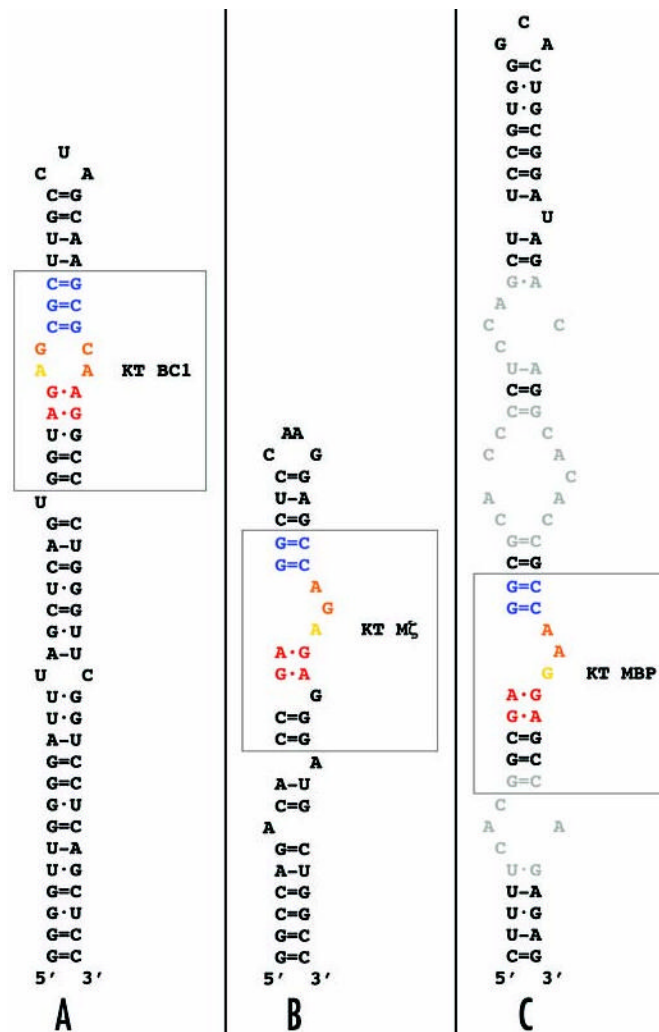 U
C A
C=G
G=C
U-A
U-A
C=G
G=C
C=G
G C
A A KT BC1
G·A
A·G
U·G
G=C
G=C
U
G=C
A-U
C=G
U·G
C=G
G·U
A-U
U C
U·G
U·G
A-U
G=C
G=C
G·U
G=C
U-A
U·G
G=C
G·U
G=C
G=C
5′ 3′
A
AA
C G
C=G
U-A
C=G
G=C
G=C
A
G
A KT Mζ
A·G
G·A
G
C=G
C=G
A
A-U
C=G
A
G=C
A-U
C=G
C=G
G=C
G=C
5′ 3′
B
C
G A
G=C
G·U
U·G
G=C
C=G
C=G
U-A
U
U-A
C=G
G·A
A
C C
C
U-A
C=G
C=G
C C
C A
C
A A
C C
G=C
C=G
G=C
G=C
A
A
G KT MBP
A·G
G·A
C=G
G=C
G=C
C
A A
C
U·G
U-A
U·G
U-A
C=G
5′ 3′
C